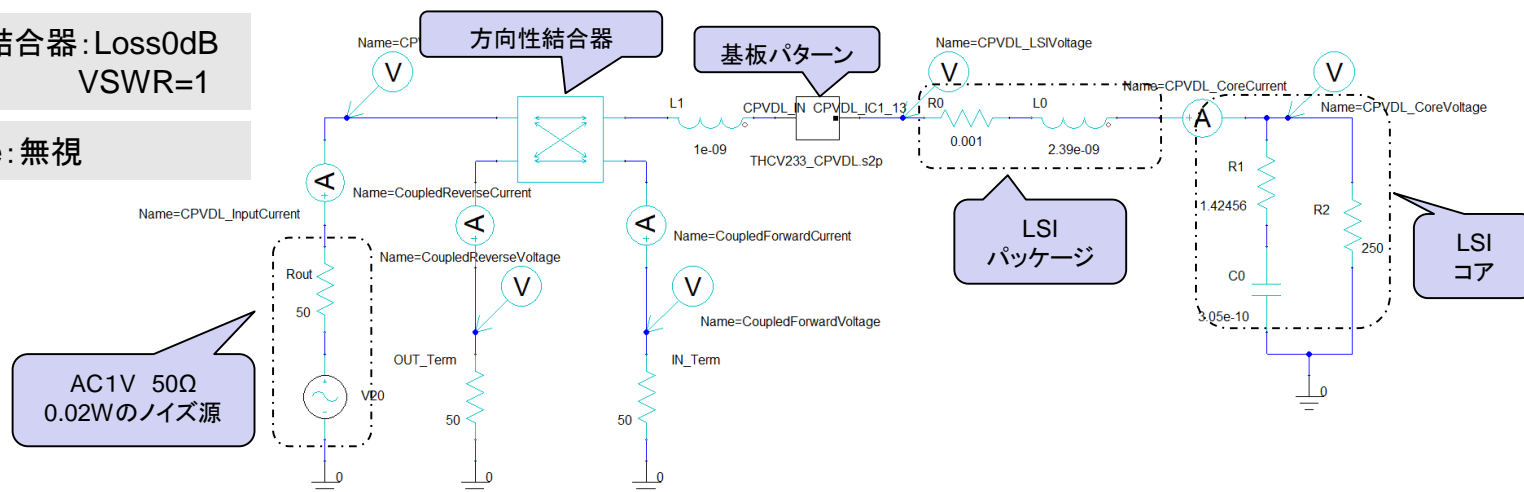 結合器:Loss0dB
VSWR=1
:無視
方向性結合器
基板パターン
Name=CPVDL_LSIVoltage
V
V
V
L1
1e-09
CPVDL_IN CPVDL_IC1_13
THCV233_CPVDL.s2p
R0
0.001
L0
2.39e-09
Name=CPVDL_CoreCurrent
A
Name=CPVDL_CoreVoltage
R1
1.42456
R2
250
C0
3.05e-10
0
LSI
パッケージ
LSI
コア
A
Name=CPVDL_InputCurrent
Name=CoupledReverseCurrent
A
Name=CoupledReverseVoltage
V
A
Name=CoupledForwardCurrent
V
Name=CoupledForwardVoltage
Rout
50
V20
0
OUT_Term
50
0
IN_Term
50
0
AC1V 50Ω
0.02Wのノイズ源